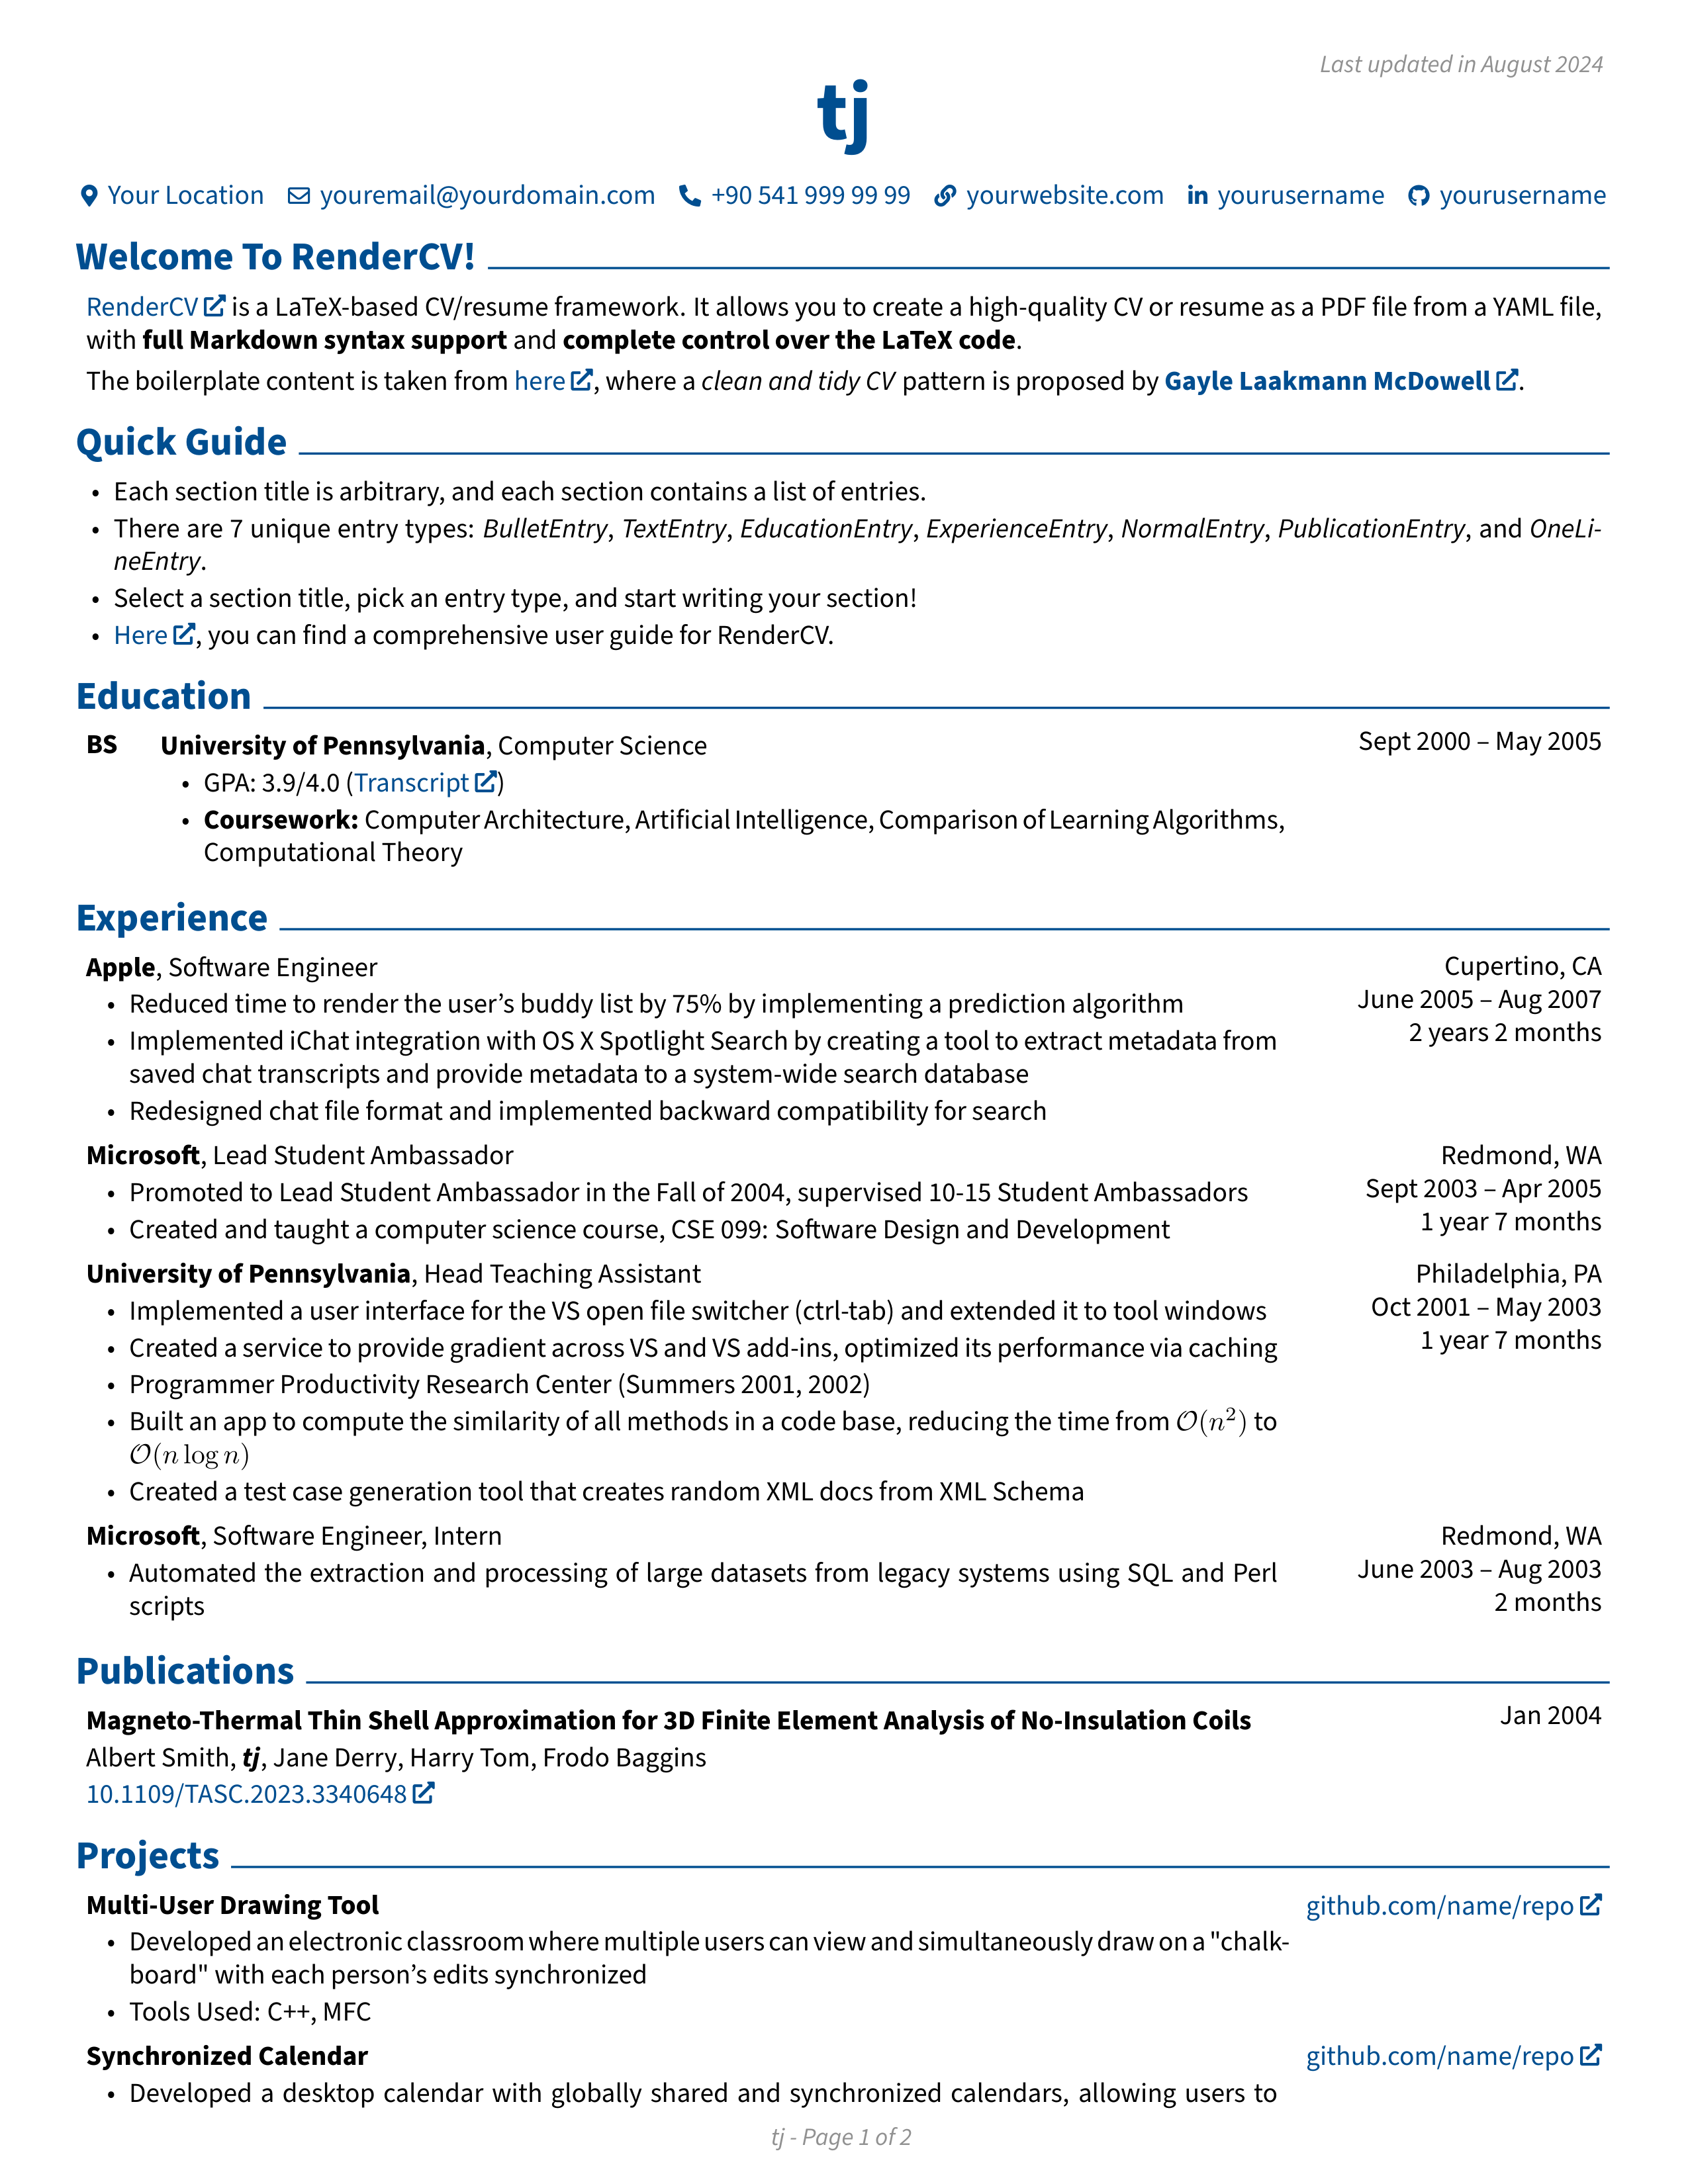 Last updated in August 2024
tj
Your Location youremail@yourdomain.com +90 541 999 99 99 yourwebsite.com yourusername yourusername
Welcome To RenderCV!
RenderCV is a LaTeX-based CV/resume framework. It allows you to create a high-quality CV or resume as a PDF file from a YAML file,
with full Markdown syntax support and complete control over the LaTeX code.
The boilerplate content is taken from here, where a clean and tidy CV pattern is proposed by Gayle Laakmann McDowell.
Quick Guide
• Each section title is arbitrary, and each section contains a list of entries.
• There are 7 unique entry types: BulletEntry, TextEntry, EducationEntry, ExperienceEntry, NormalEntry, PublicationEntry, and OneLi-
neEntry.
• Select a section title, pick an entry type, and start writing your section!
• Here, you can find a comprehensive user guide for RenderCV.
Education
BS University of Pennsylvania, Computer Science Sept 2000 – May 2005
• GPA: 3.9/4.0 (Transcript)
• Coursework: Computer Architecture, Artificial Intelligence, Comparison of Learning Algorithms,
Computational Theory
Experience
Apple, Software Engineer Cupertino, CA
• Reduced time to render the user’s buddy list by 75% by implementing a prediction algorithm June 2005 – Aug 2007
• Implemented iChat integration with OS X Spotlight Search by creating a tool to extract metadata from 2 years 2 months
saved chat transcripts and provide metadata to a system-wide search database
• Redesigned chat file format and implemented backward compatibility for search
Microsoft, Lead Student Ambassador Redmond, WA
• Promoted to Lead Student Ambassador in the Fall of 2004, supervised 10-15 Student Ambassadors Sept 2003 – Apr 2005
• Created and taught a computer science course, CSE 099: Software Design and Development 1 year 7 months
University of Pennsylvania, Head Teaching Assistant Philadelphia, PA
• Implemented a user interface for the VS open file switcher (ctrl-tab) and extended it to tool windows Oct 2001 – May 2003
• Created a service to provide gradient across VS and VS add-ins, optimized its performance via caching 1 year 7 months
• Programmer Productivity Research Center (Summers 2001, 2002)
• Built an app to compute the similarity of all methods in a code base, reducing the time from 𝒪(n²) to
𝒪(n log n)
• Created a test case generation tool that creates random XML docs from XML Schema
Microsoft, Software Engineer, Intern Redmond, WA
• Automated the extraction and processing of large datasets from legacy systems using SQL and Perl June 2003 – Aug 2003
scripts 2 months
Publications
Magneto-Thermal Thin Shell Approximation for 3D Finite Element Analysis of No-Insulation Coils Jan 2004
Albert Smith, tj, Jane Derry, Harry Tom, Frodo Baggins
10.1109/TASC.2023.3340648
Projects
Multi-User Drawing Tool github.com/name/repo
• Developed an electronic classroom where multiple users can view and simultaneously draw on a "chalk-
board" with each person’s edits synchronized
• Tools Used: C++, MFC
Synchronized Calendar github.com/name/repo
• Developed a desktop calendar with globally shared and synchronized calendars, allowing users to
tj - Page 1 of 2